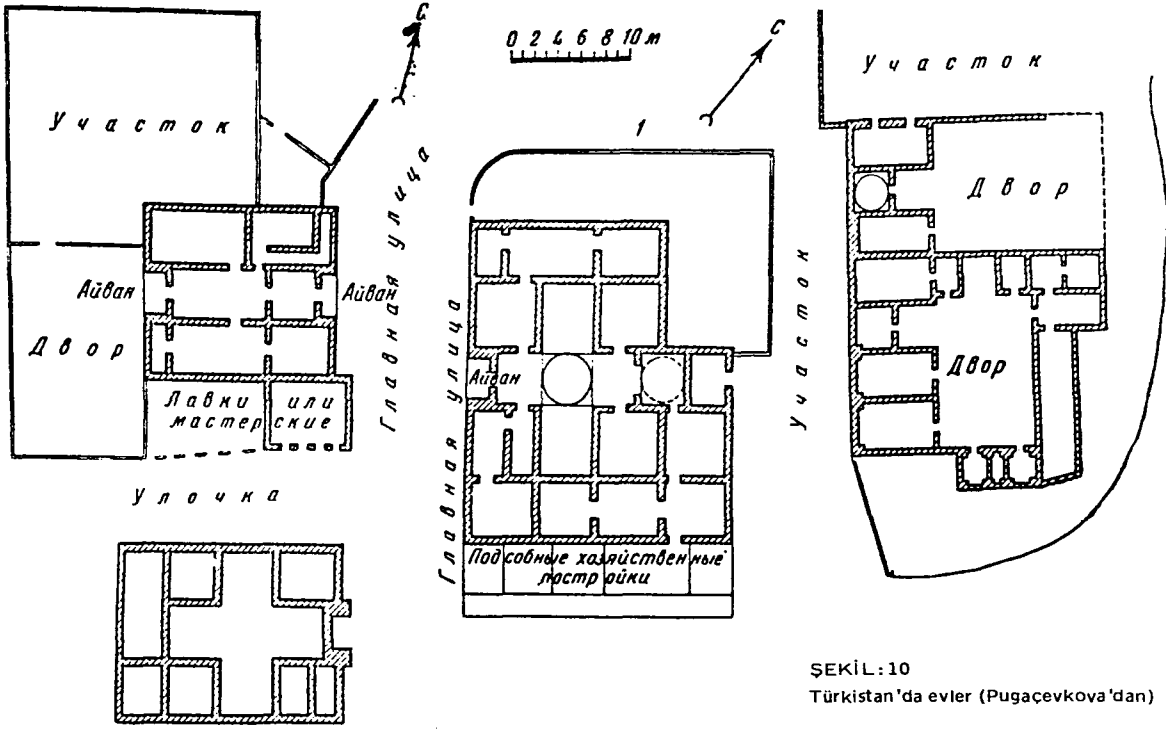 Участок
С
Айван
Айван
Двор
Лавки или
мастерские
Главная улица
Улочка
0 2 4 6 8 10 м
С
1
Главная улица
Айван
Подсобные хозяйственные
постройки
Участок
Двор
Участок
Двор
ŞEKİL:10
Türkistan'da evler (Pugaçevkova'dan)